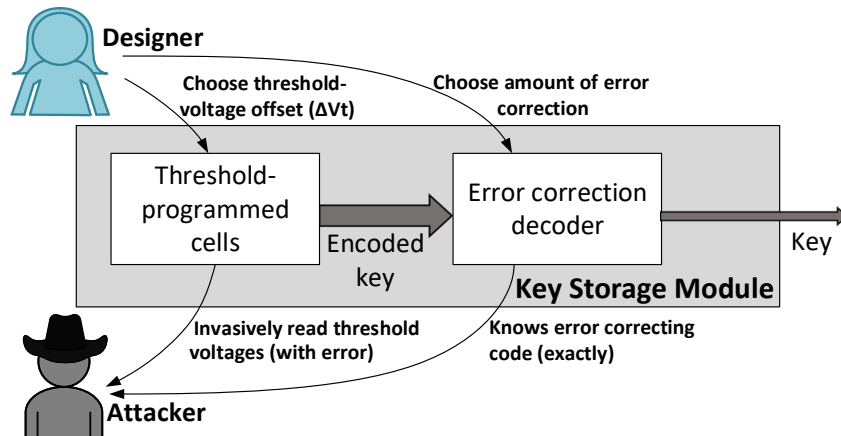 Designer
Choose threshold-
voltage offset (ΔVt)
Choose amount of error
correction
Threshold-
programmed
cells
Encoded
key
Error correction
decoder
Key
Key Storage Module
Invasively read threshold
voltages (with error)
Knows error correcting
code (exactly)
Attacker